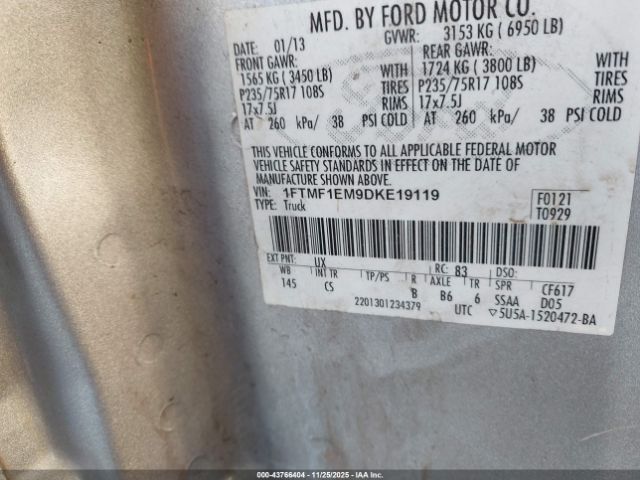 MFD. BY FORD MOTOR CO.
DATE: 01/13 GVWR: 3153 KG ( 6950 LB)
FRONT GAWR: REAR GAWR:
1565 KG ( 3450 LB) WITH 1724 KG ( 3800 LB) WITH
P235/75R17 108S TIRES P235/75R17 108S TIRES
17x7.5J RIMS 17x7.5J RIMS
AT 260 kPa/ 38 PSI COLD AT 260 kPa/ 38 PSI COLD
THIS VEHICLE CONFORMS TO ALL APPLICABLE FEDERAL MOTOR
VEHICLE SAFETY STANDARDS IN EFFECT ON THE DATE OF
MANUFACTURE SHOWN ABOVE.
VIN: 1FTMF1EM9DKE19119 F0121
TYPE: Truck T0929
EXT PNT: UX RC: 83 DSO:
WB INT TR TP/PS R AXLE TR SPR CF617
145 CS B B6 6 SSAA D05
2201301234379 UTC ▽5U5A-1520472-BA
000-43766404 - 11/25/2025 - IAAI.COM